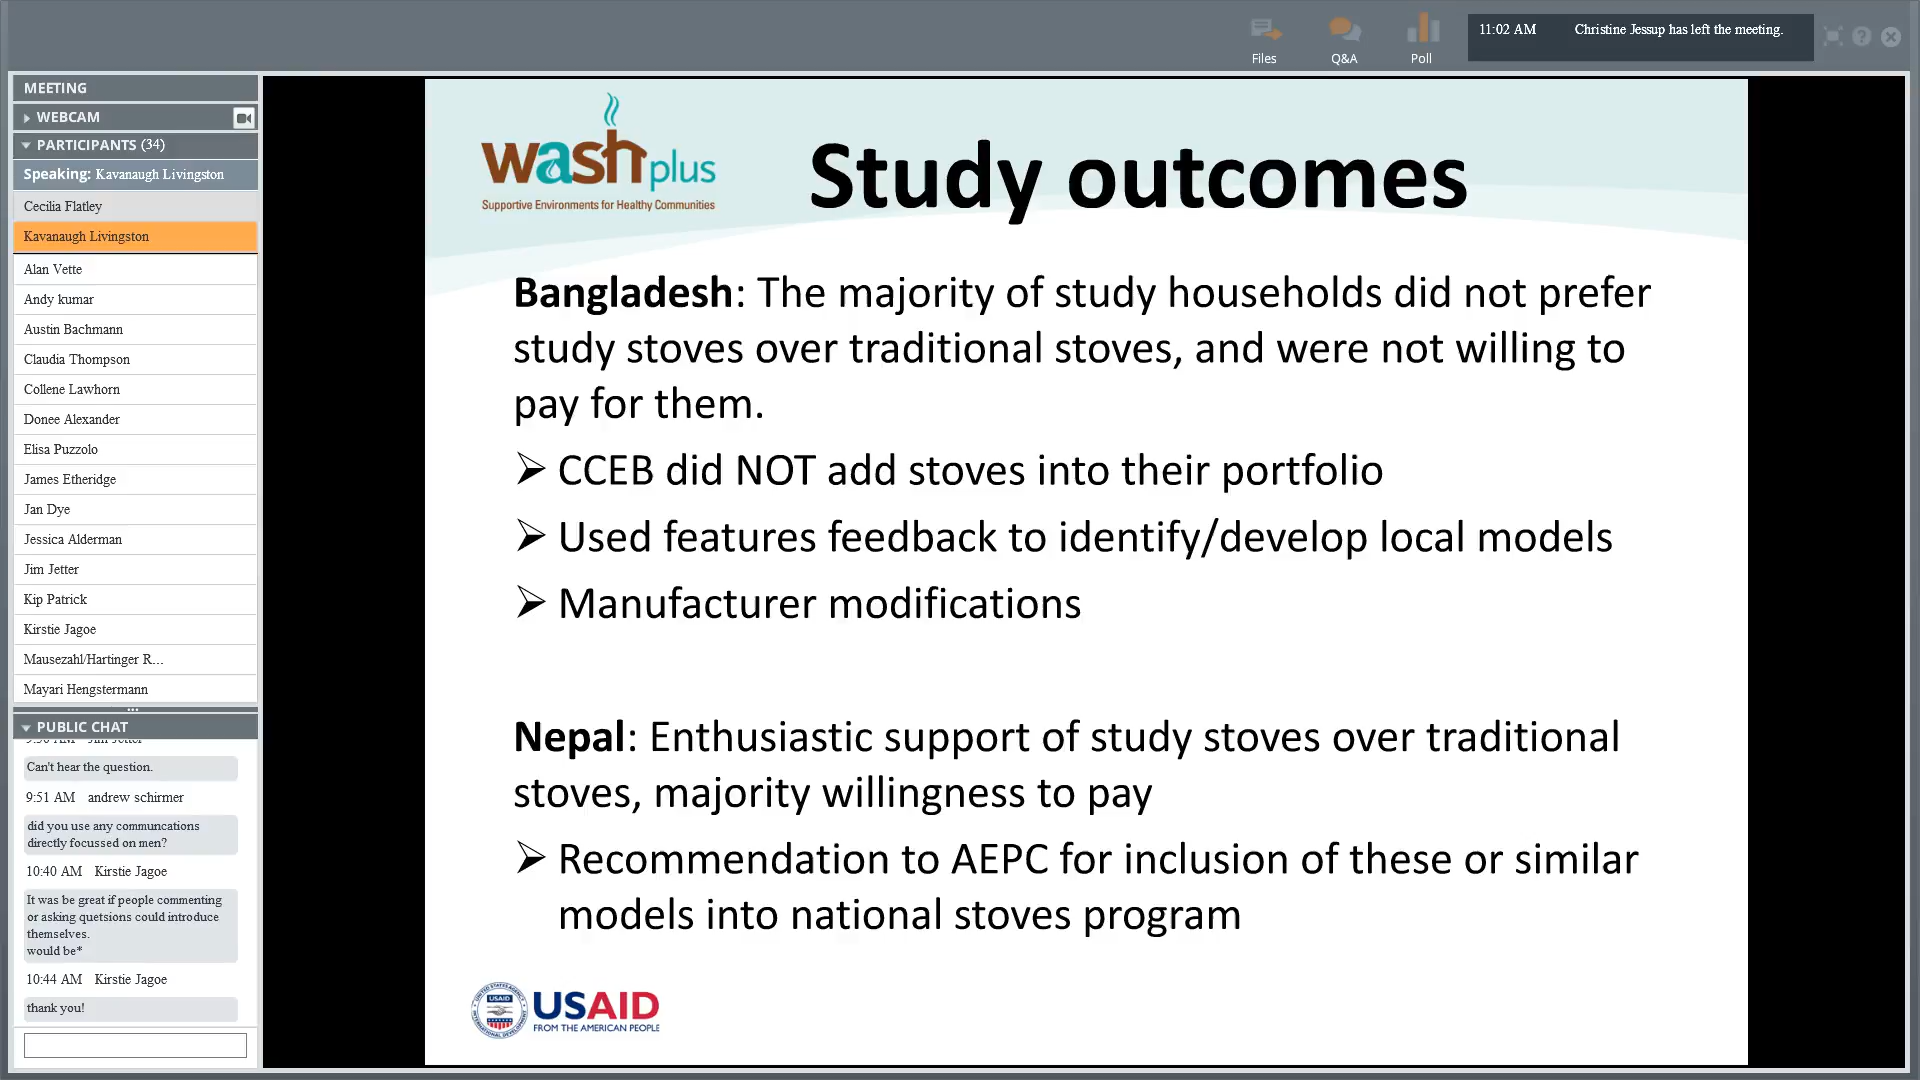 Files
Q&A
Poll
11:02 AM Christine Jessup has left the meeting.
MEETING
WEBCAM
PARTICIPANTS (34)
Speaking: Kavanaugh Livingston
Cecilia Flatley
Kavanaugh Livingston
Alan Vette
Andy kumar
Austin Bachmann
Claudia Thompson
Collene Lawhorn
Donee Alexander
Elisa Puzzolo
James Etheridge
Jan Dye
Jessica Alderman
Jim Jetter
Kip Patrick
Kirstie Jagoe
Mausezahl/Hartinger R...
Mayari Hengstermann
PUBLIC CHAT
Can't hear the question.
9:51 AM andrew schirmer
did you use any communcations
directly focussed on men?
10:40 AM Kirstie Jagoe
It was be great if people commenting
or asking quetsions could introduce
themselves.
would be*
10:44 AM Kirstie Jagoe
thank you!
washplus
Supportive Environments for Healthy Communities
Study outcomes
Bangladesh: The majority of study households did not prefer
study stoves over traditional stoves, and were not willing to
pay for them.
➢ CCEB did NOT add stoves into their portfolio
➢ Used features feedback to identify/develop local models
➢ Manufacturer modifications
Nepal: Enthusiastic support of study stoves over traditional
stoves, majority willingness to pay
➢ Recommendation to AEPC for inclusion of these or similar
models into national stoves program
USAID
USAID
FROM THE AMERICAN PEOPLE